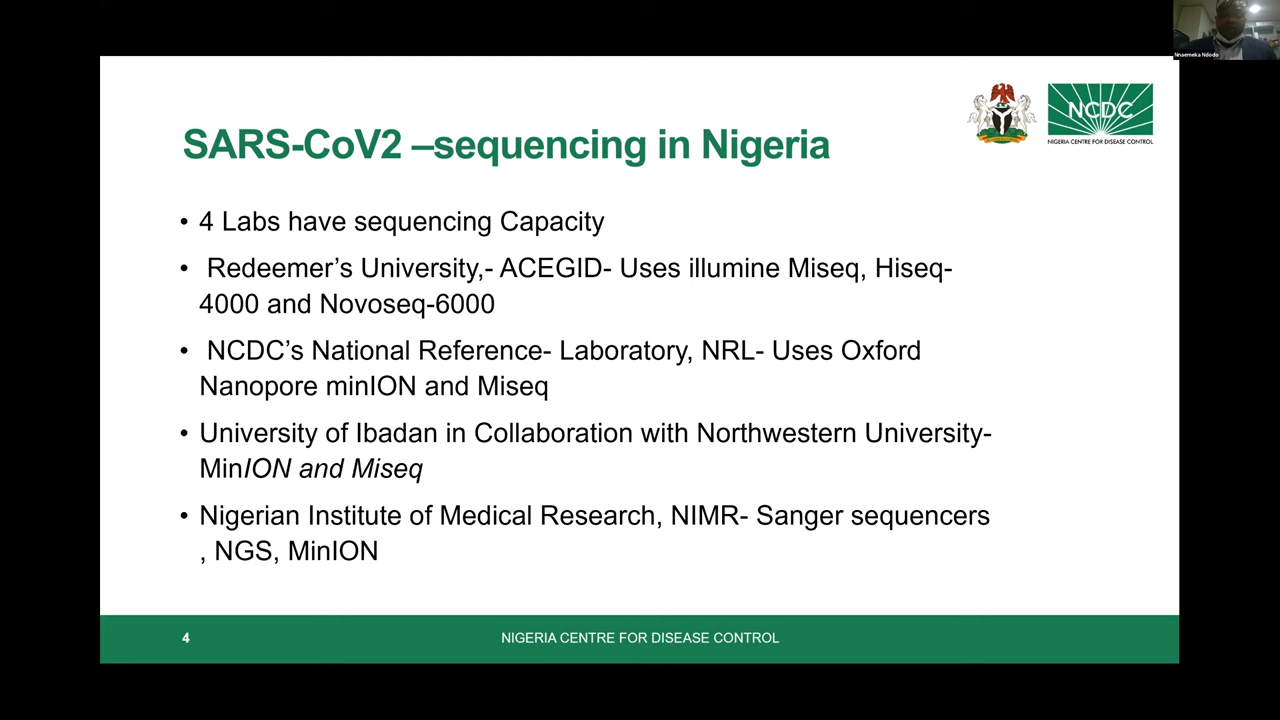 Nnaemeka Ndodo
NCDC
NIGERIA CENTRE FOR DISEASE CONTROL
SARS-CoV2 –sequencing in Nigeria
• 4 Labs have sequencing Capacity
• Redeemer’s University,- ACEGID- Uses illumine Miseq, Hiseq-
4000 and Novoseq-6000
• NCDC’s National Reference- Laboratory, NRL- Uses Oxford
Nanopore minION and Miseq
• University of Ibadan in Collaboration with Northwestern University-
MinION and Miseq
• Nigerian Institute of Medical Research, NIMR- Sanger sequencers
, NGS, MinION
4
NIGERIA CENTRE FOR DISEASE CONTROL